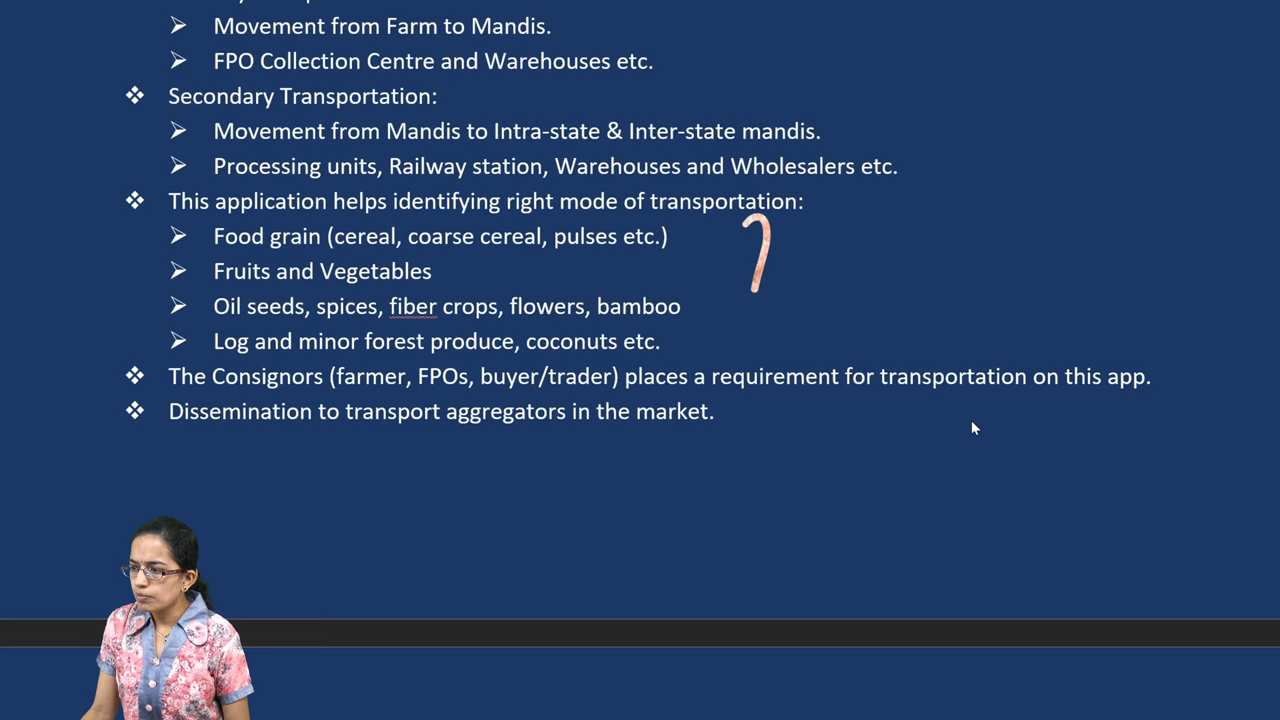 ➢ Movement from Farm to Mandis.
➢ FPO Collection Centre and Warehouses etc.
❖ Secondary Transportation:
➢ Movement from Mandis to Intra-state & Inter-state mandis.
➢ Processing units, Railway station, Warehouses and Wholesalers etc.
❖ This application helps identifying right mode of transportation:
➢ Food grain (cereal, coarse cereal, pulses etc.)
➢ Fruits and Vegetables
➢ Oil seeds, spices, fiber crops, flowers, bamboo
➢ Log and minor forest produce, coconuts etc.
❖ The Consignors (farmer, FPOs, buyer/trader) places a requirement for transportation on this app.
❖ Dissemination to transport aggregators in the market.